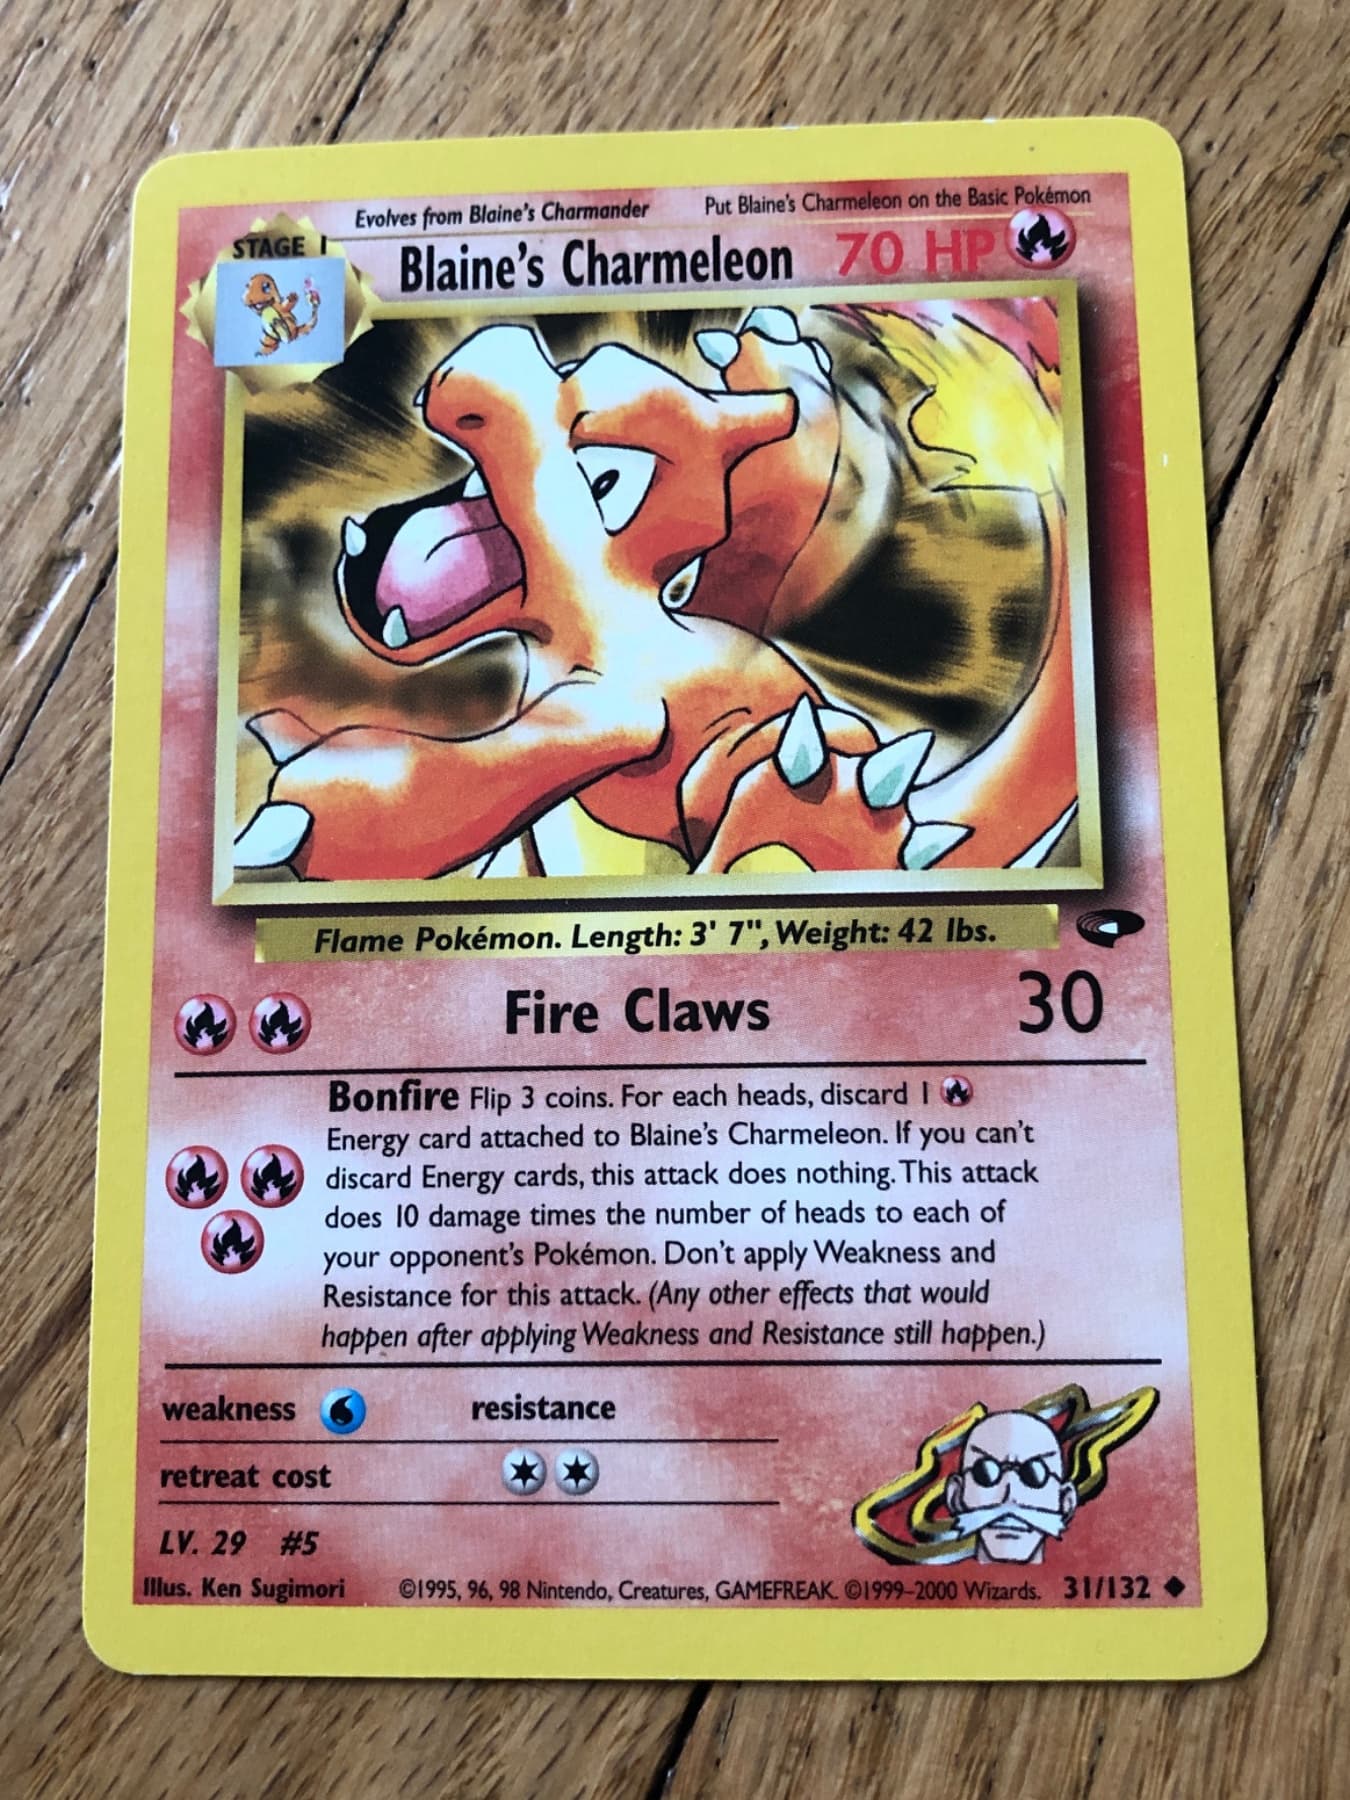 Evolves from Blaine's Charmander Put Blaine's Charmeleon on the Basic Pokémon
STAGE 1
Blaine's Charmeleon 70 HP
Flame Pokémon. Length: 3' 7", Weight: 42 lbs.
Fire Claws 30
Bonfire Flip 3 coins. For each heads, discard 1
Energy card attached to Blaine's Charmeleon. If you can't
discard Energy cards, this attack does nothing. This attack
does 10 damage times the number of heads to each of
your opponent's Pokémon. Don't apply Weakness and
Resistance for this attack. (Any other effects that would
happen after applying Weakness and Resistance still happen.)
weakness resistance
retreat cost
LV. 29 #5
Illus. Ken Sugimori ©1995, 96, 98 Nintendo, Creatures, GAMEFREAK. ©1999–2000 Wizards. 31/132